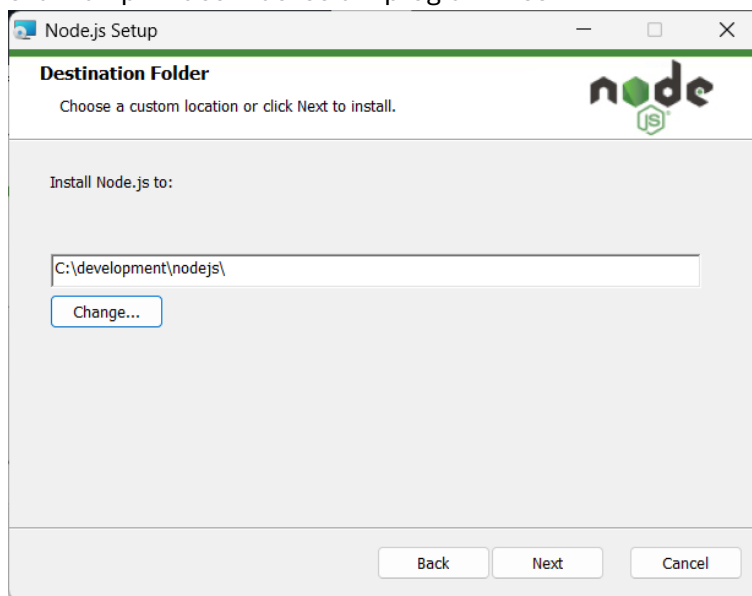 Node.js Setup
Destination Folder
Choose a custom location or click Next to install.
node
JS
Install Node.js to:
C:\development\nodejs\
Change...
Back Next Cancel